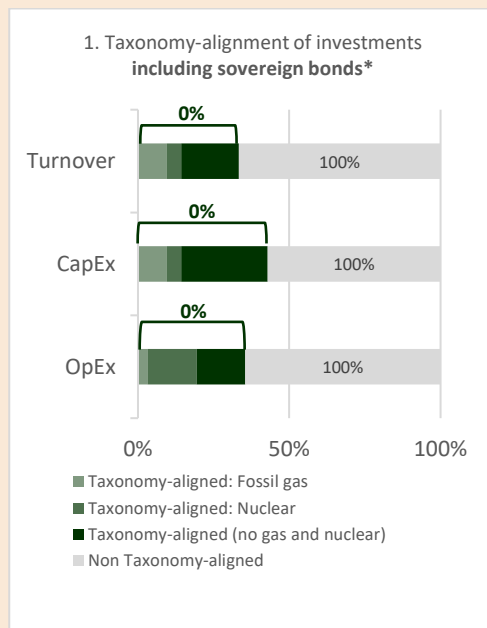 1. Taxonomy-alignment of investments
including sovereign bonds*
0%
Turnover
100%
0%
CapEx
100%
0%
OpEx
100%
0%
50%
100%
Taxonomy-aligned: Fossil gas
Taxonomy-aligned: Nuclear
Taxonomy-aligned (no gas and nuclear)
Non Taxonomy-aligned